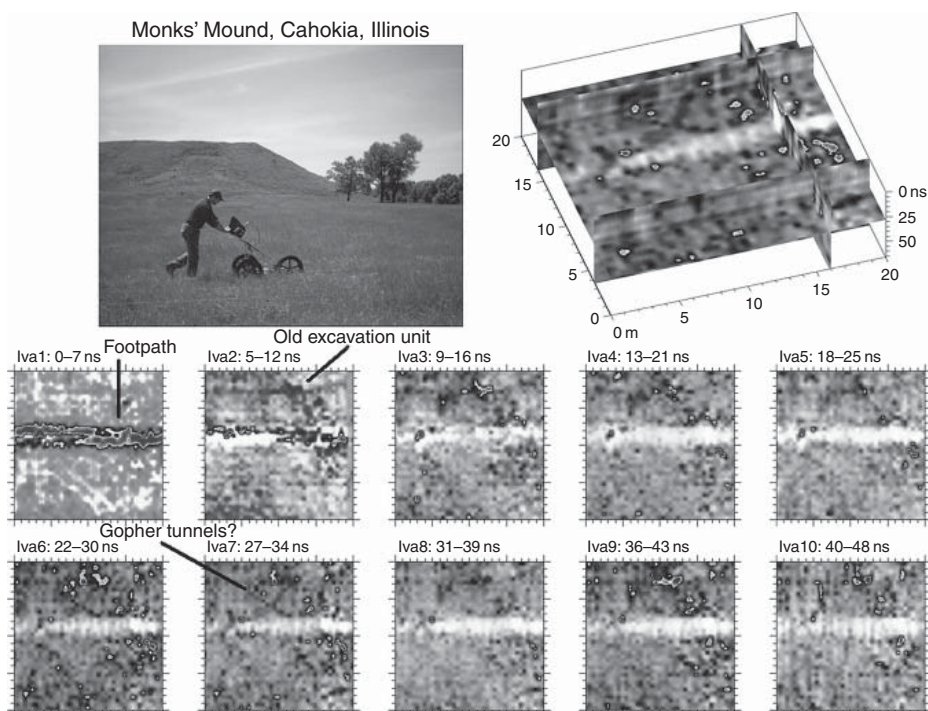 Monks' Mound, Cahokia, Illinois
20
15
10
5
0
0 m
5
10
15
20
0 ns
25
50
Footpath
Old excavation unit
Iva1: 0–7 ns
Iva2: 5–12 ns
Iva3: 9–16 ns
Iva4: 13–21 ns
Iva5: 18–25 ns
Gopher tunnels?
Iva6: 22–30 ns
Iva7: 27–34 ns
Iva8: 31–39 ns
Iva9: 36–43 ns
Iva10: 40–48 ns